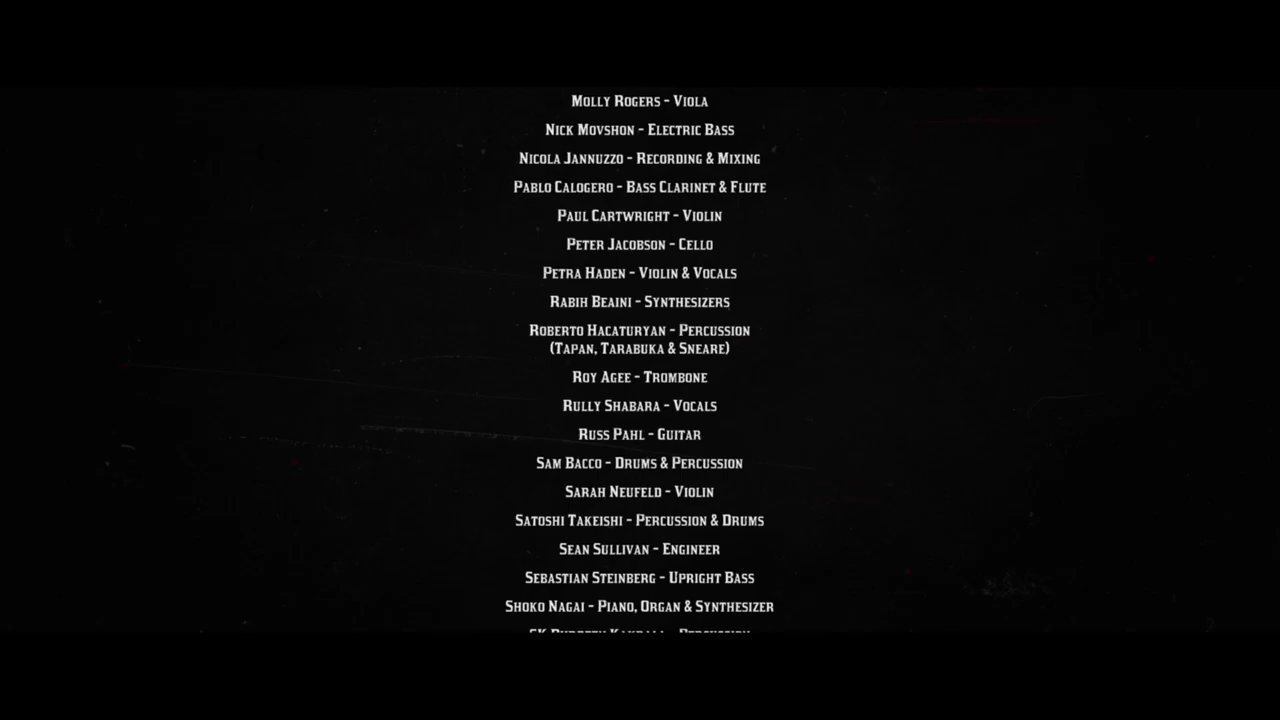 Molly Rogers - Viola
Nick Movshon - Electric Bass
Nicola Jannuzzo - Recording & Mixing
Pablo Calogero - Bass Clarinet & Flute
Paul Cartwright - Violin
Peter Jacobson - Cello
Petra Haden - Violin & Vocals
Rabih Beaini - Synthesizers
Roberto Hacaturyan - Percussion
(Tapan, Tarabuka & Sneare)
Roy Agee - Trombone
Rully Shabara - Vocals
Russ Pahl - Guitar
Sam Bacco - Drums & Percussion
Sarah Neufeld - Violin
Satoshi Takeishi - Percussion & Drums
Sean Sullivan - Engineer
Sebastian Steinberg - Upright Bass
Shoko Nagai - Piano, Organ & Synthesizer